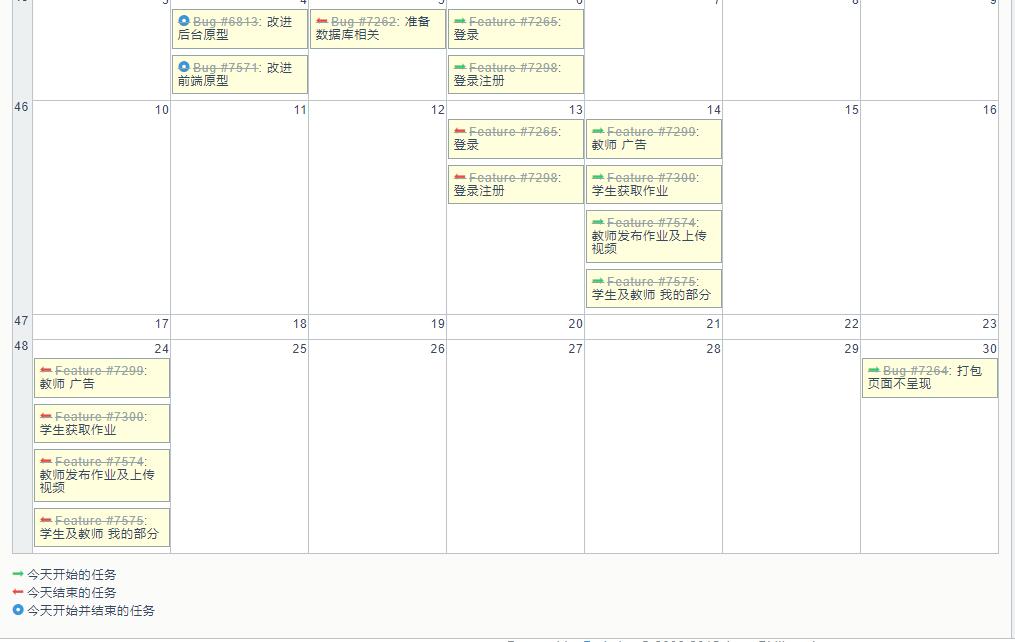 3 4 5 6 7 8 9
Bug #6813: 改进
后台原型
Bug #7262: 准备
数据库相关
Feature #7265:
登录
Bug #7571: 改进
前端原型
Feature #7298:
登录注册
46 10 11 12 13 14 15 16
Feature #7265:
登录
Feature #7298:
登录注册
Feature #7299:
教师 广告
Feature #7300:
学生获取作业
Feature #7574:
教师发布作业及上传
视频
Feature #7575:
学生及教师 我的部分
47 17 18 19 20 21 22 23
48 24 25 26 27 28 29 30
Feature #7299:
教师 广告
Feature #7300:
学生获取作业
Feature #7574:
教师发布作业及上传
视频
Feature #7575:
学生及教师 我的部分
Bug #7264: 打包
页面不呈现
今天开始的任务
今天结束的任务
今天开始并结束的任务